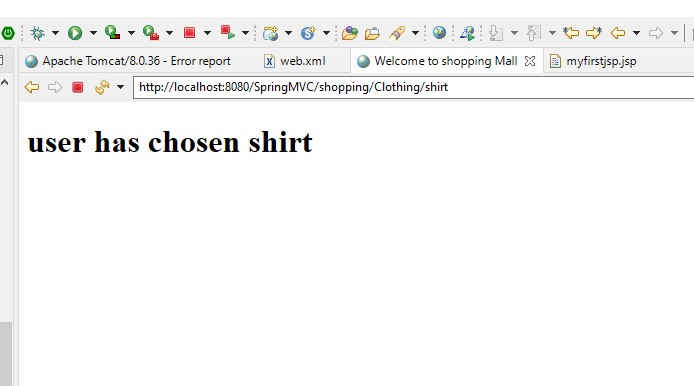 Apache Tomcat/8.0.36 - Error report web.xml Welcome to shopping Mall myfirstjsp.jsp
http://localhost:8080/SpringMVC/shopping/Clothing/shirt
user has chosen shirt